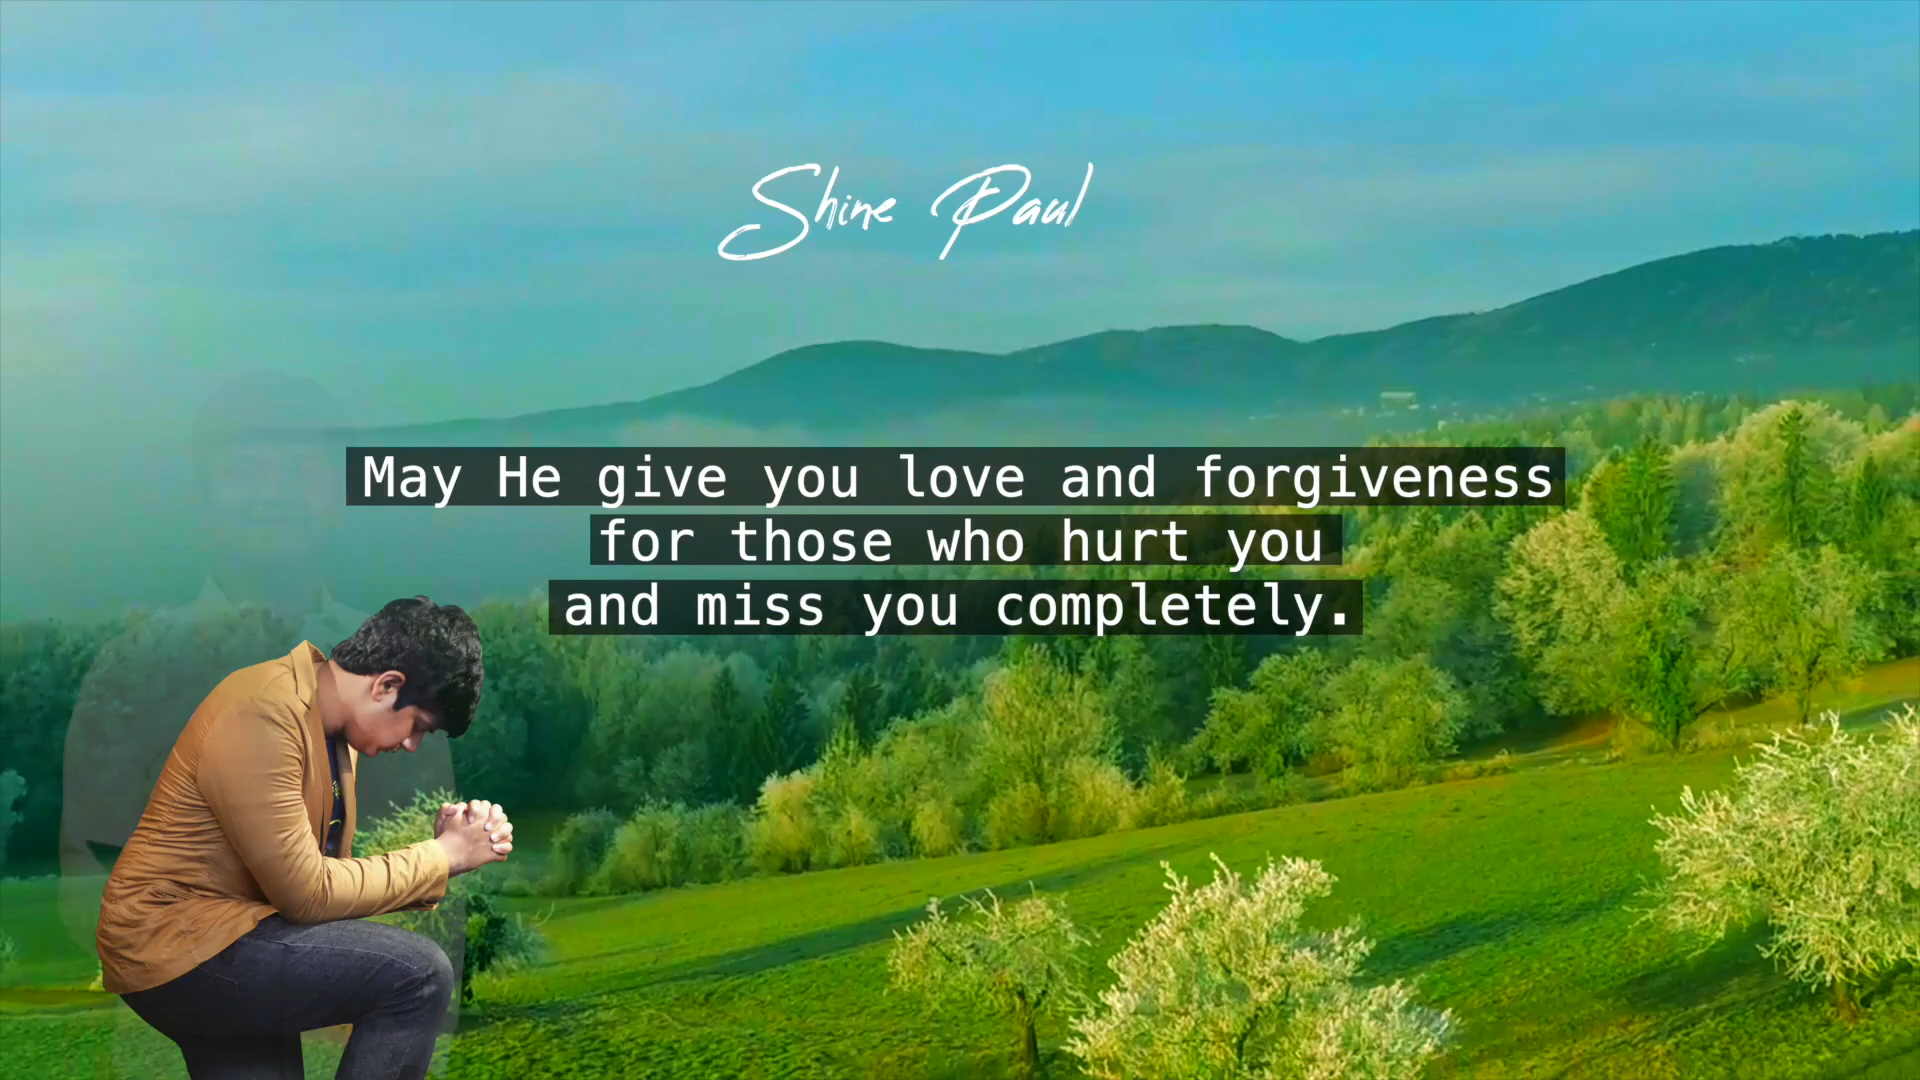 Shine Paul
May He give you love and forgiveness
for those who hurt you
and miss you completely.